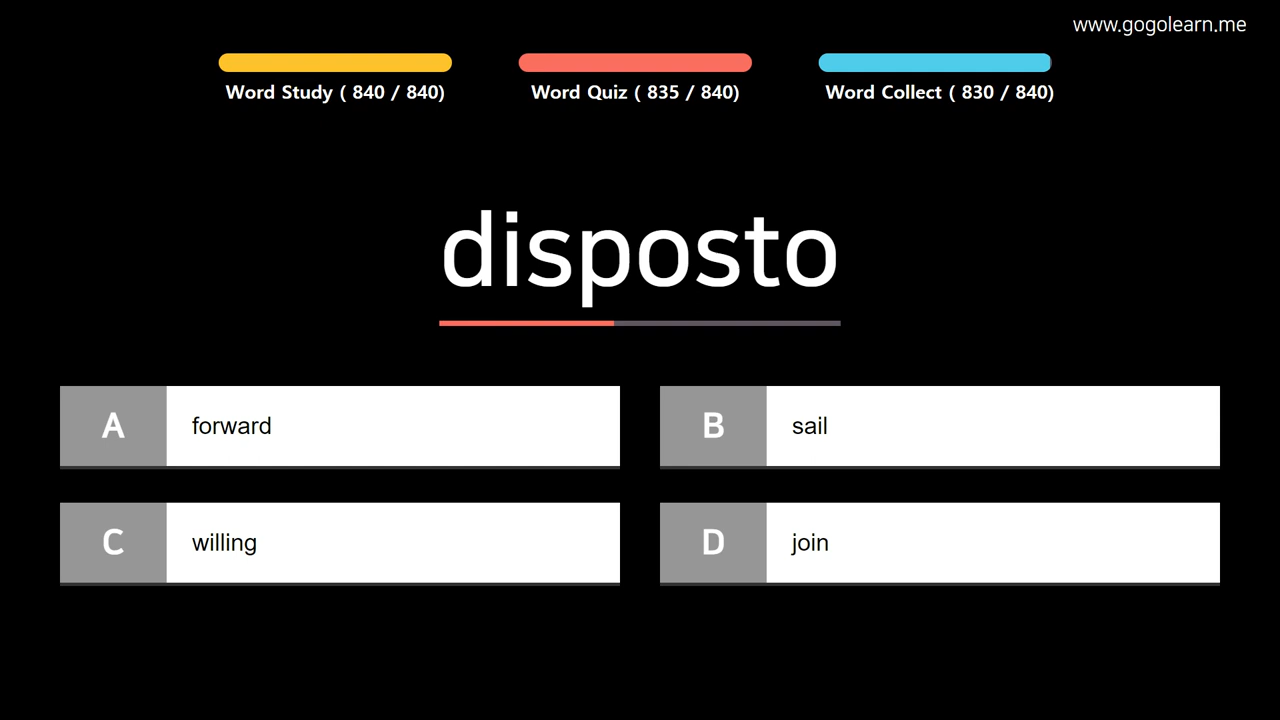 www.gogolearn.me
Word Study ( 840 / 840)
Word Quiz ( 835 / 840)
Word Collect ( 830 / 840)
disposto
A forward
B sail
C willing
D join